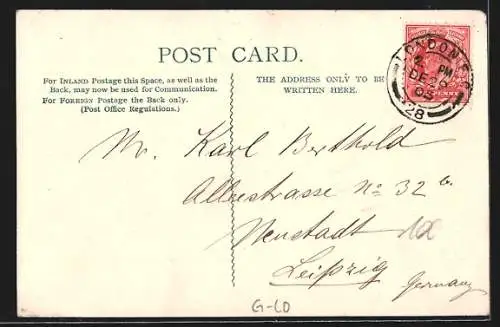 POST CARD.
For INLAND Postage this Space, as well as the
Back, may now be used for Communication.
For FOREIGN Postage the Back only.
(Post Office Regulations.)
THE ADDRESS ONLY TO BE
WRITTEN HERE.
LONDON
PM
DE
28
PENNY
Mr. Karl Berthold
No 32 b.
Neustadt
Leipzig
Germany
G-LO